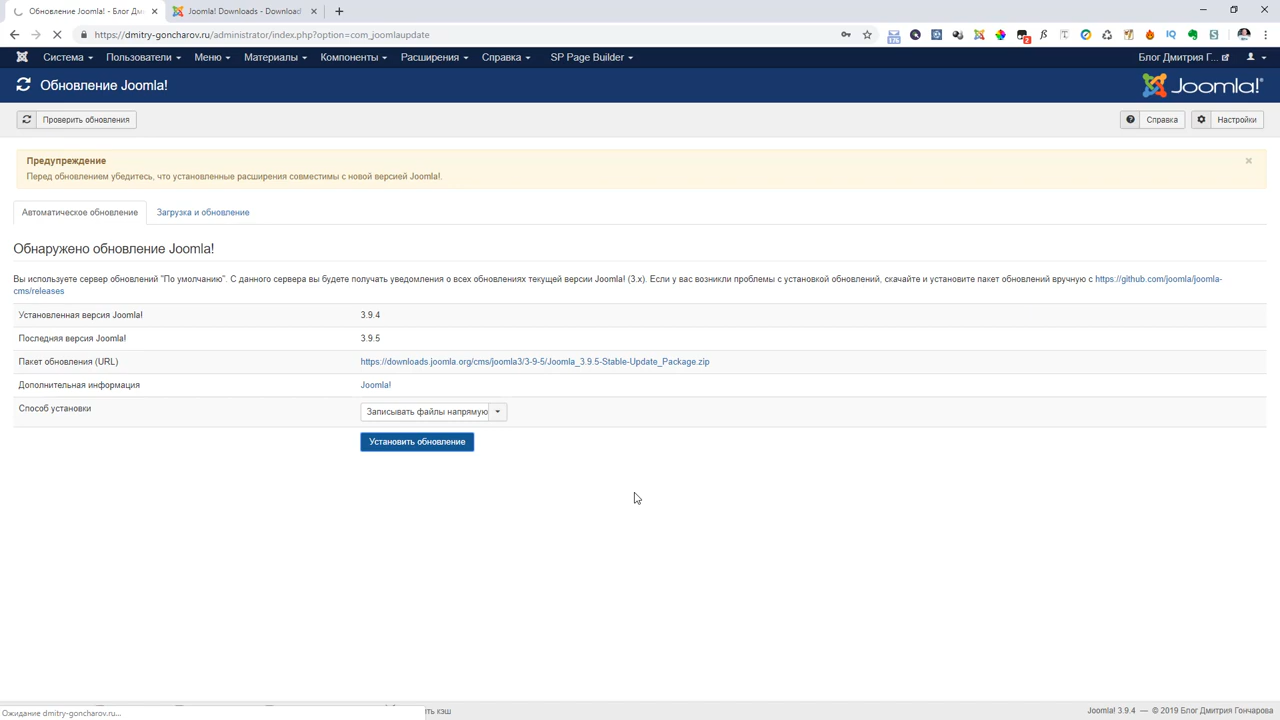 Обновление Joomla! - Блог Дми
Joomla! Downloads - Download
https://dmitry-goncharov.ru/administrator/index.php?option=com_joomlaupdate
Система Пользователи Меню Материалы Компоненты Расширения Справка SP Page Builder Блог Дмитрия Г...
Обновление Joomla!
Joomla!
Проверить обновления
Справка
Настройки
Предупреждение
Перед обновлением убедитесь, что установленные расширения совместимы с новой версией Joomla!.
Автоматическое обновление
Загрузка и обновление
Обнаружено обновление Joomla!
Вы используете сервер обновлений "По умолчанию". С данного сервера вы будете получать уведомления о всех обновлениях текущей версии Joomla! (3.x). Если у вас возникли проблемы с установкой обновлений, скачайте и установите пакет обновлений вручную с https://github.com/joomla/joomla-
cms/releases
Установленная версия Joomla! 3.9.4
Последняя версия Joomla! 3.9.5
Пакет обновления (URL) https://downloads.joomla.org/cms/joomla3/3-9-5/Joomla_3.9.5-Stable-Update_Package.zip
Дополнительная информация Joomla!
Способ установки Записывать файлы напрямую
Установить обновление
Ожидание dmitry-goncharov.ru...
ть кэш
Joomla! 3.9.4 — © 2019 Блог Дмитрия Гончарова